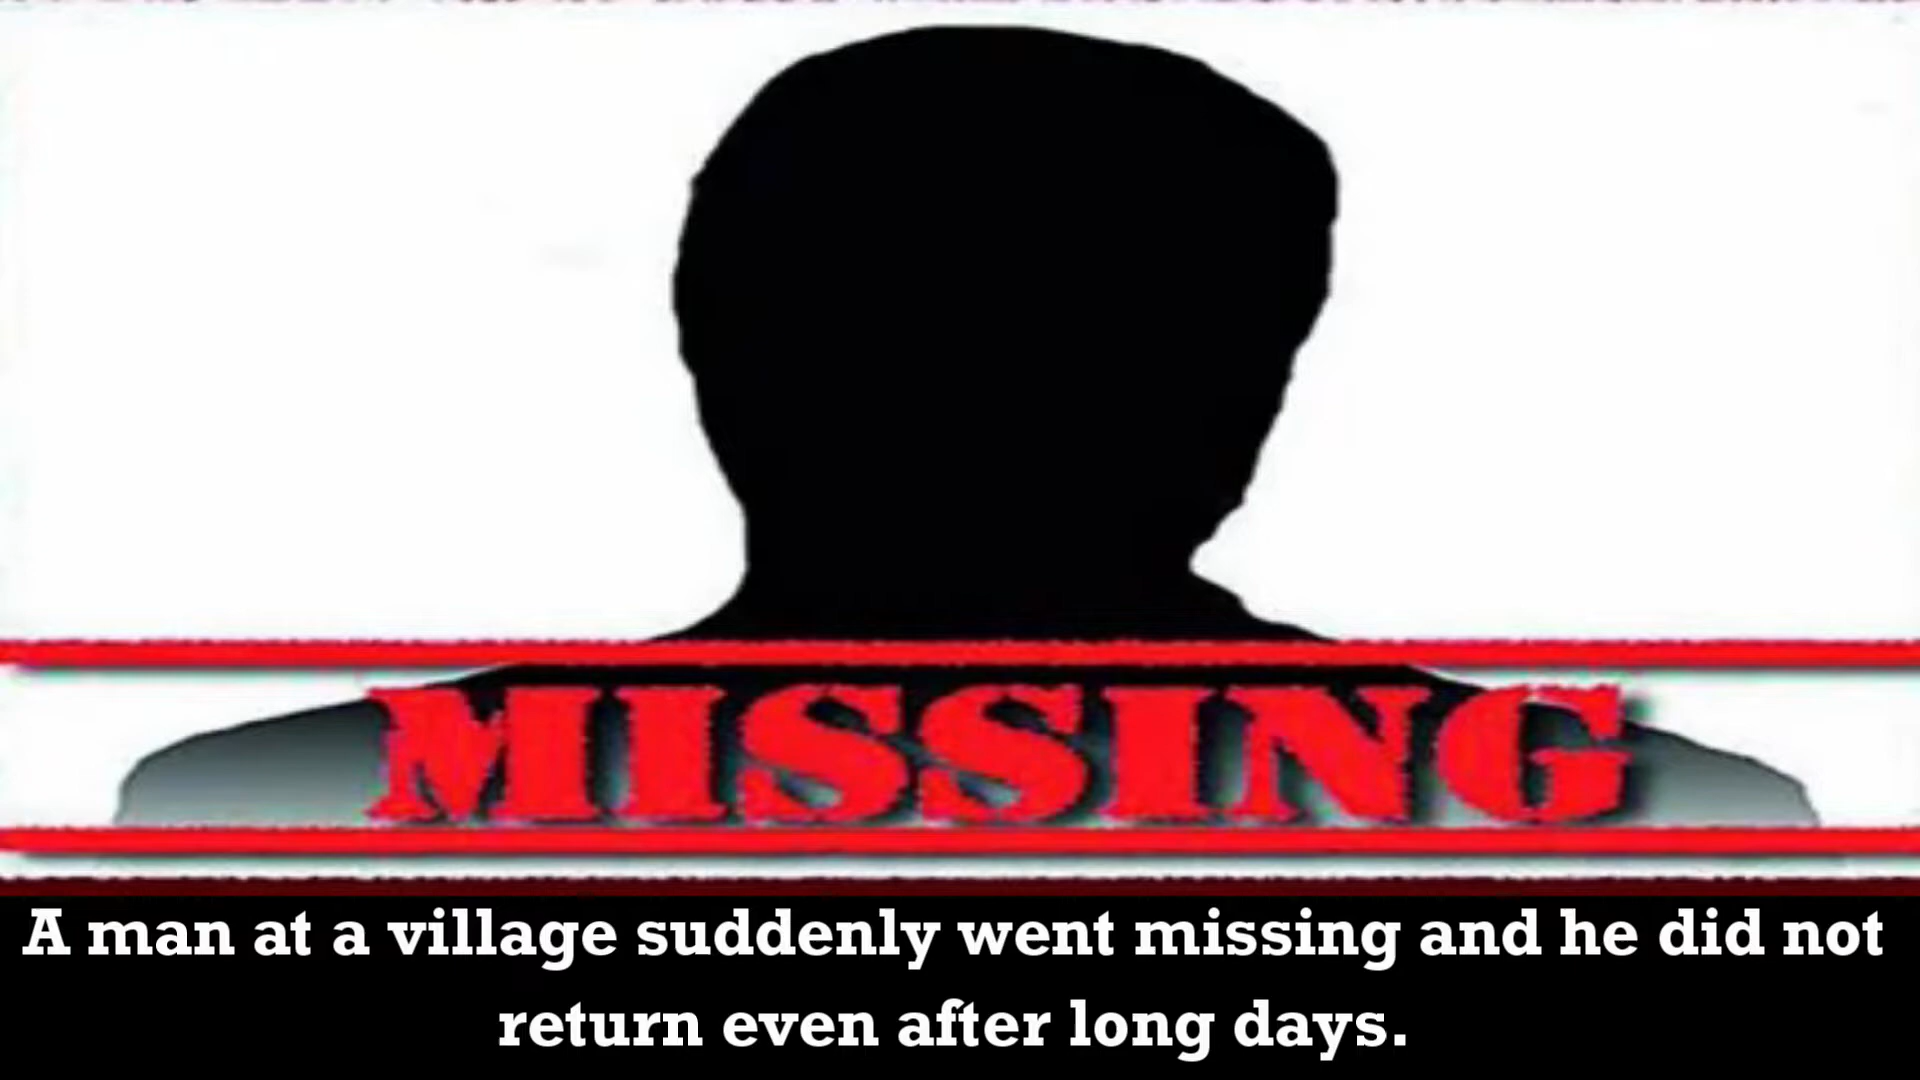 MISSING
A man at a village suddenly went missing and he did not
return even after long days.